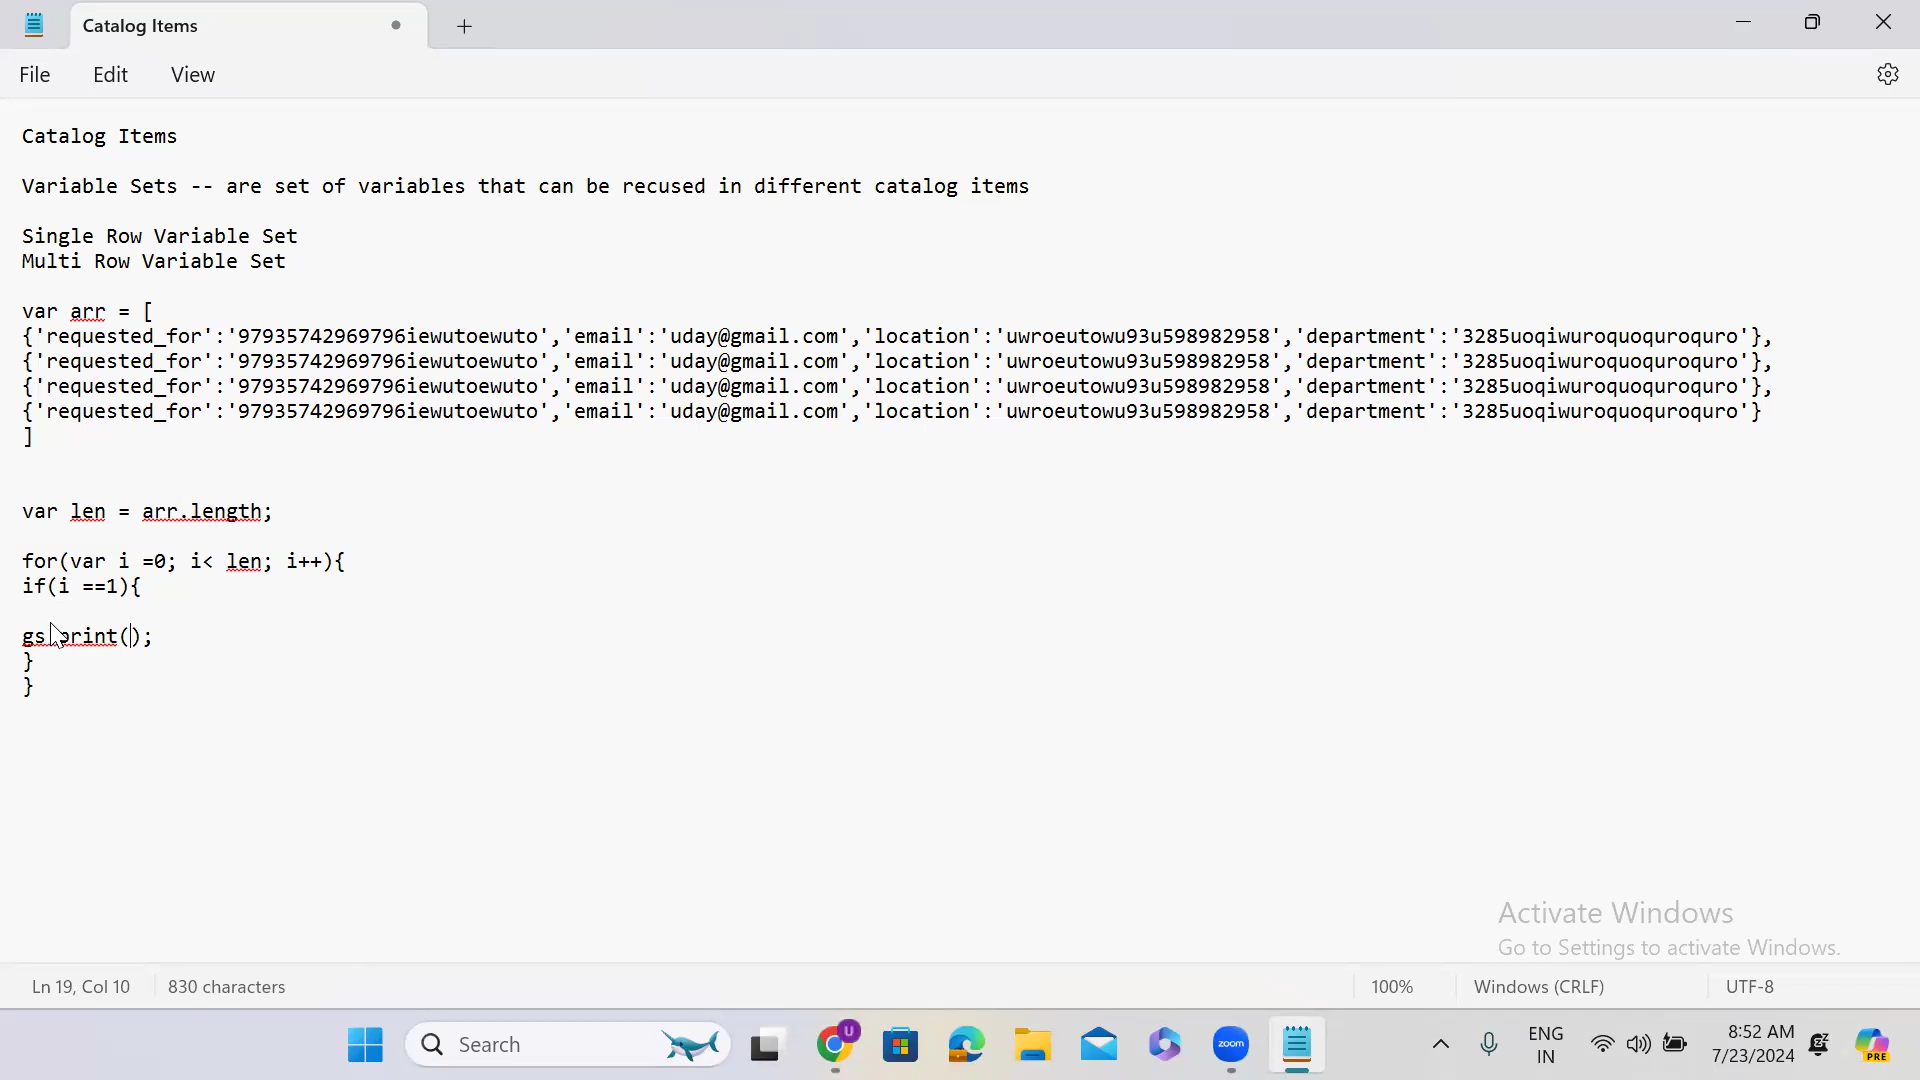 Catalog Items
File Edit View
Catalog Items
Variable Sets -- are set of variables that can be recused in different catalog items
Single Row Variable Set
Multi Row Variable Set
var arr = [
{'requested_for':'97935742969796iewutoewuto','email':'uday@gmail.com','location':'uwroeutowu93u598982958','department':'3285uoqiwuroquoquroquro'},
{'requested_for':'97935742969796iewutoewuto','email':'uday@gmail.com','location':'uwroeutowu93u598982958','department':'3285uoqiwuroquoquroquro'},
{'requested_for':'97935742969796iewutoewuto','email':'uday@gmail.com','location':'uwroeutowu93u598982958','department':'3285uoqiwuroquoquroquro'},
{'requested_for':'97935742969796iewutoewuto','email':'uday@gmail.com','location':'uwroeutowu93u598982958','department':'3285uoqiwuroquoquroquro'}
]
var len = arr.length;
for(var i =0; i< len; i++){
if(i ==1){
gs.print();
}
}
Activate Windows
Go to Settings to activate Windows.
Ln 19, Col 10 830 characters 100% Windows (CRLF) UTF-8
Search U zoom ENG IN 8:52 AM 7/23/2024 PRE